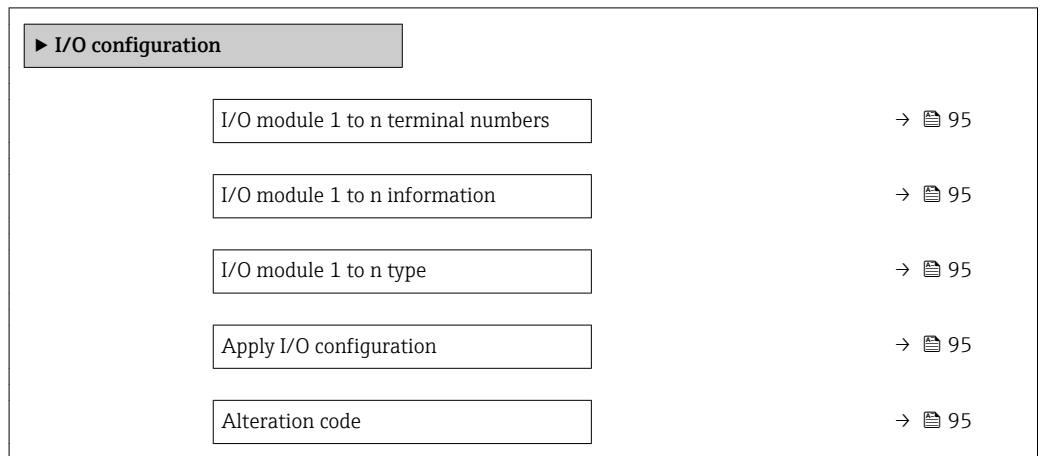 ► I/O configuration
I/O module 1 to n terminal numbers → 95
I/O module 1 to n information → 95
I/O module 1 to n type → 95
Apply I/O configuration → 95
Alteration code → 95